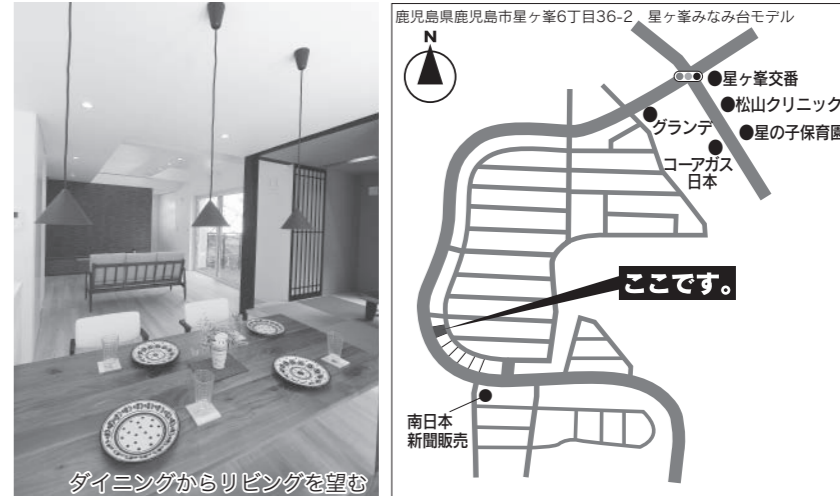 鹿児島県鹿児島市星ヶ峯6丁目36-2　星ヶ峯みなみ台モデル
N
星ヶ峯交番
松山クリニック
グランデ
星の子保育園
コーアガス
日本
ここです。
南日本
新聞販売
ダイニングからリビングを望む